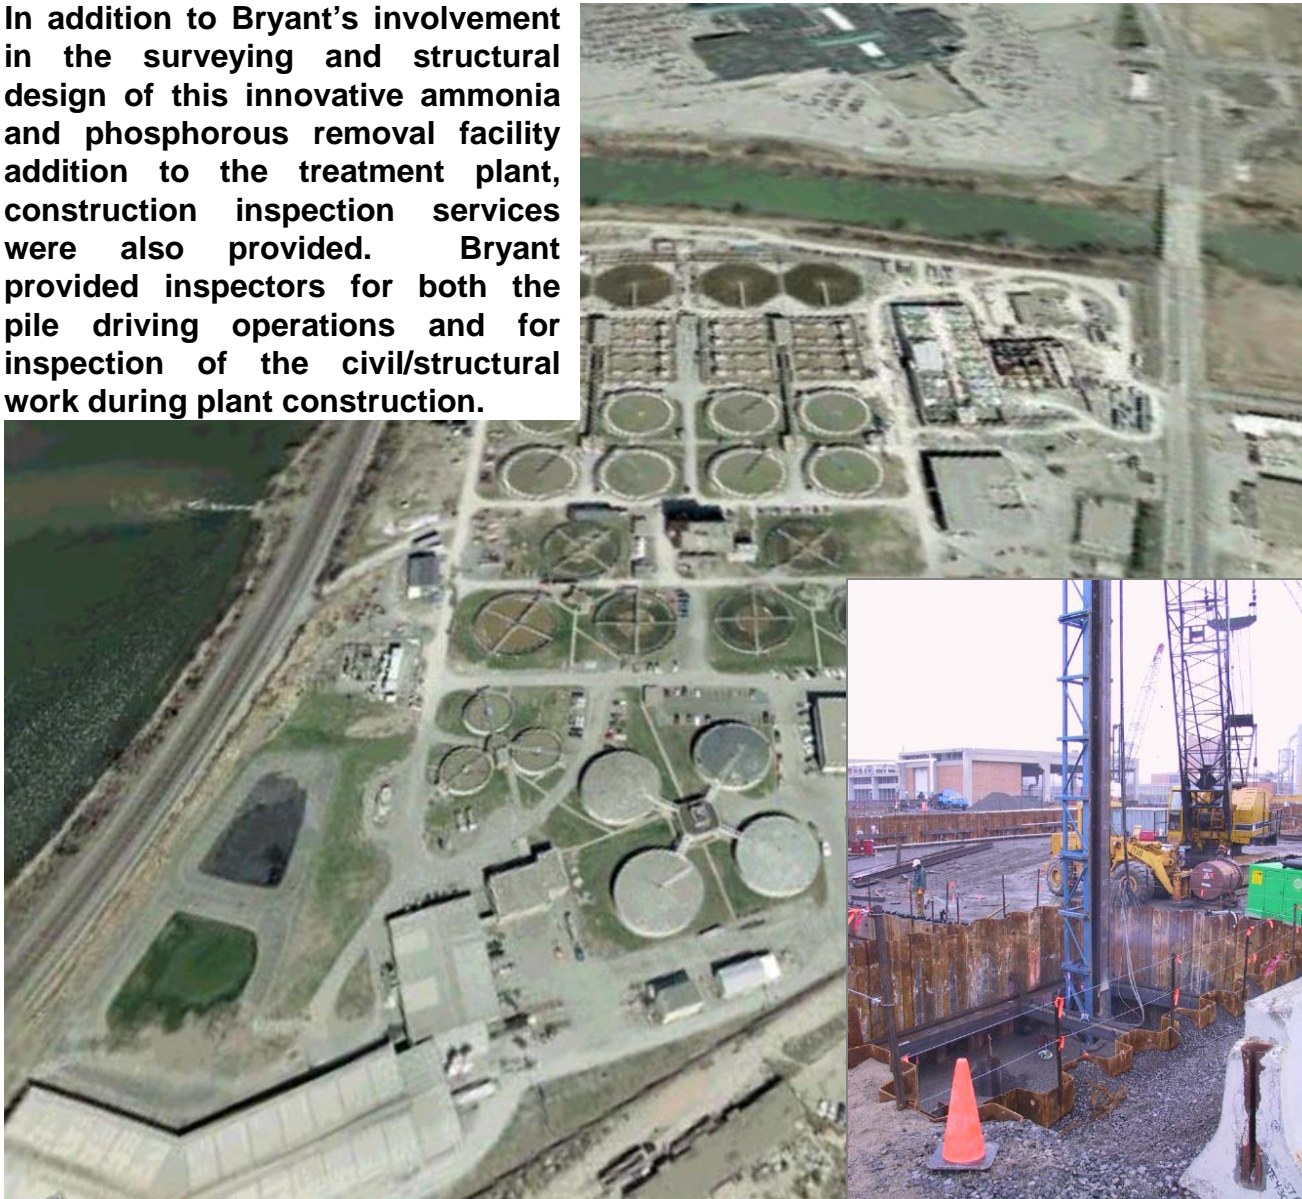 In addition to Bryant’s involvement
in the surveying and structural
design of this innovative ammonia
and phosphorous removal facility
addition to the treatment plant,
construction inspection services
were also provided. Bryant
provided inspectors for both the
pile driving operations and for
inspection of the civil/structural
work during plant construction.